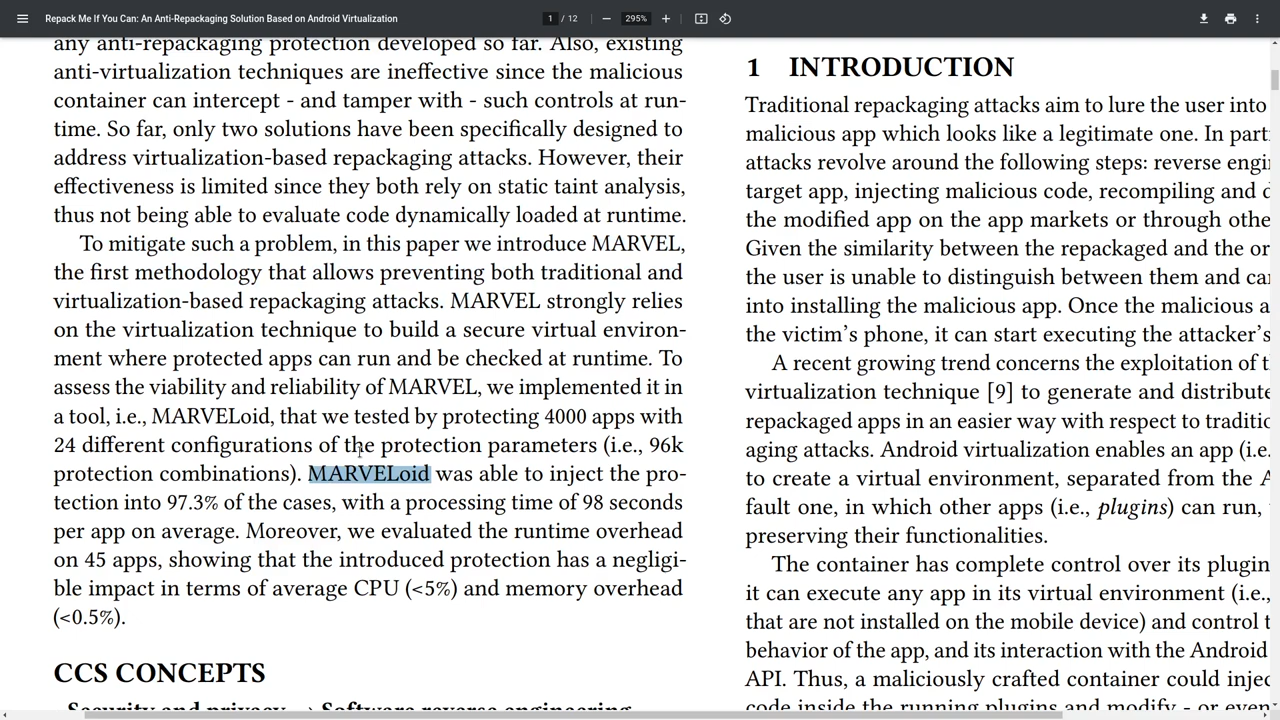 Repack Me If You Can: An Anti-Repackaging Solution Based on Android Virtualization
1 / 12
295%
any anti-repackaging protection developed so far. Also, existing
anti-virtualization techniques are ineffective since the malicious
container can intercept - and tamper with - such controls at run-
time. So far, only two solutions have been specifically designed to
address virtualization-based repackaging attacks. However, their
effectiveness is limited since they both rely on static taint analysis,
thus not being able to evaluate code dynamically loaded at runtime.
To mitigate such a problem, in this paper we introduce MARVEL,
the first methodology that allows preventing both traditional and
virtualization-based repackaging attacks. MARVEL strongly relies
on the virtualization technique to build a secure virtual environ-
ment where protected apps can run and be checked at runtime. To
assess the viability and reliability of MARVEL, we implemented it in
a tool, i.e., MARVELoid, that we tested by protecting 4000 apps with
24 different configurations of the protection parameters (i.e., 96k
protection combinations). MARVELoid was able to inject the pro-
tection into 97.3% of the cases, with a processing time of 98 seconds
per app on average. Moreover, we evaluated the runtime overhead
on 45 apps, showing that the introduced protection has a negligi-
ble impact in terms of average CPU (<5%) and memory overhead
(<0.5%).
CCS CONCEPTS
Security and privacy → Software reverse engineering
1 INTRODUCTION
Traditional repackaging attacks aim to lure the user into
malicious app which looks like a legitimate one. In parti
attacks revolve around the following steps: reverse engi
target app, injecting malicious code, recompiling and d
the modified app on the app markets or through othe
Given the similarity between the repackaged and the or
the user is unable to distinguish between them and can
into installing the malicious app. Once the malicious a
the victim's phone, it can start executing the attacker's
A recent growing trend concerns the exploitation of t
virtualization technique [9] to generate and distribute
repackaged apps in an easier way with respect to traditio
aging attacks. Android virtualization enables an app (i.e.
to create a virtual environment, separated from the A
fault one, in which other apps (i.e., plugins) can run,
preserving their functionalities.
The container has complete control over its plugin
it can execute any app in its virtual environment (i.e.,
that are not installed on the mobile device) and control t
behavior of the app, and its interaction with the Android
API. Thus, a maliciously crafted container could injec
code inside the running plugins and modify - or even